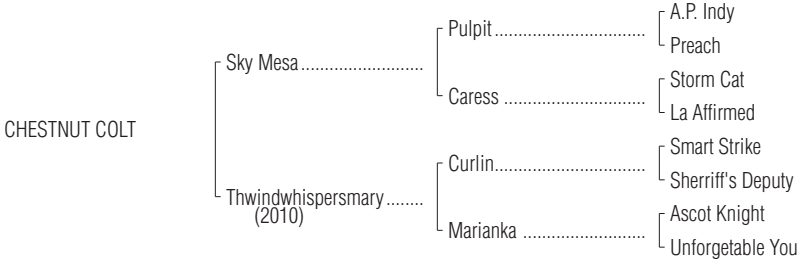 A.P. Indy
Pulpit..............................
Preach
Sky Mesa........................
Storm Cat
Caress ............................
La Affirmed
CHESTNUT COLT
Smart Strike
Curlin..............................
Sherriff's Deputy
Thwindwhispersmary........
(2010)
Ascot Knight
Marianka ........................
Unforgetable You